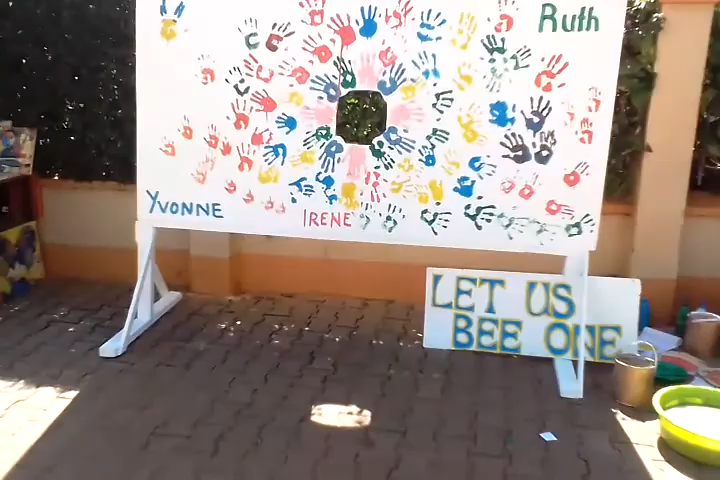 Ruth
YVONNE
IRENE
LET US
BEE ONE